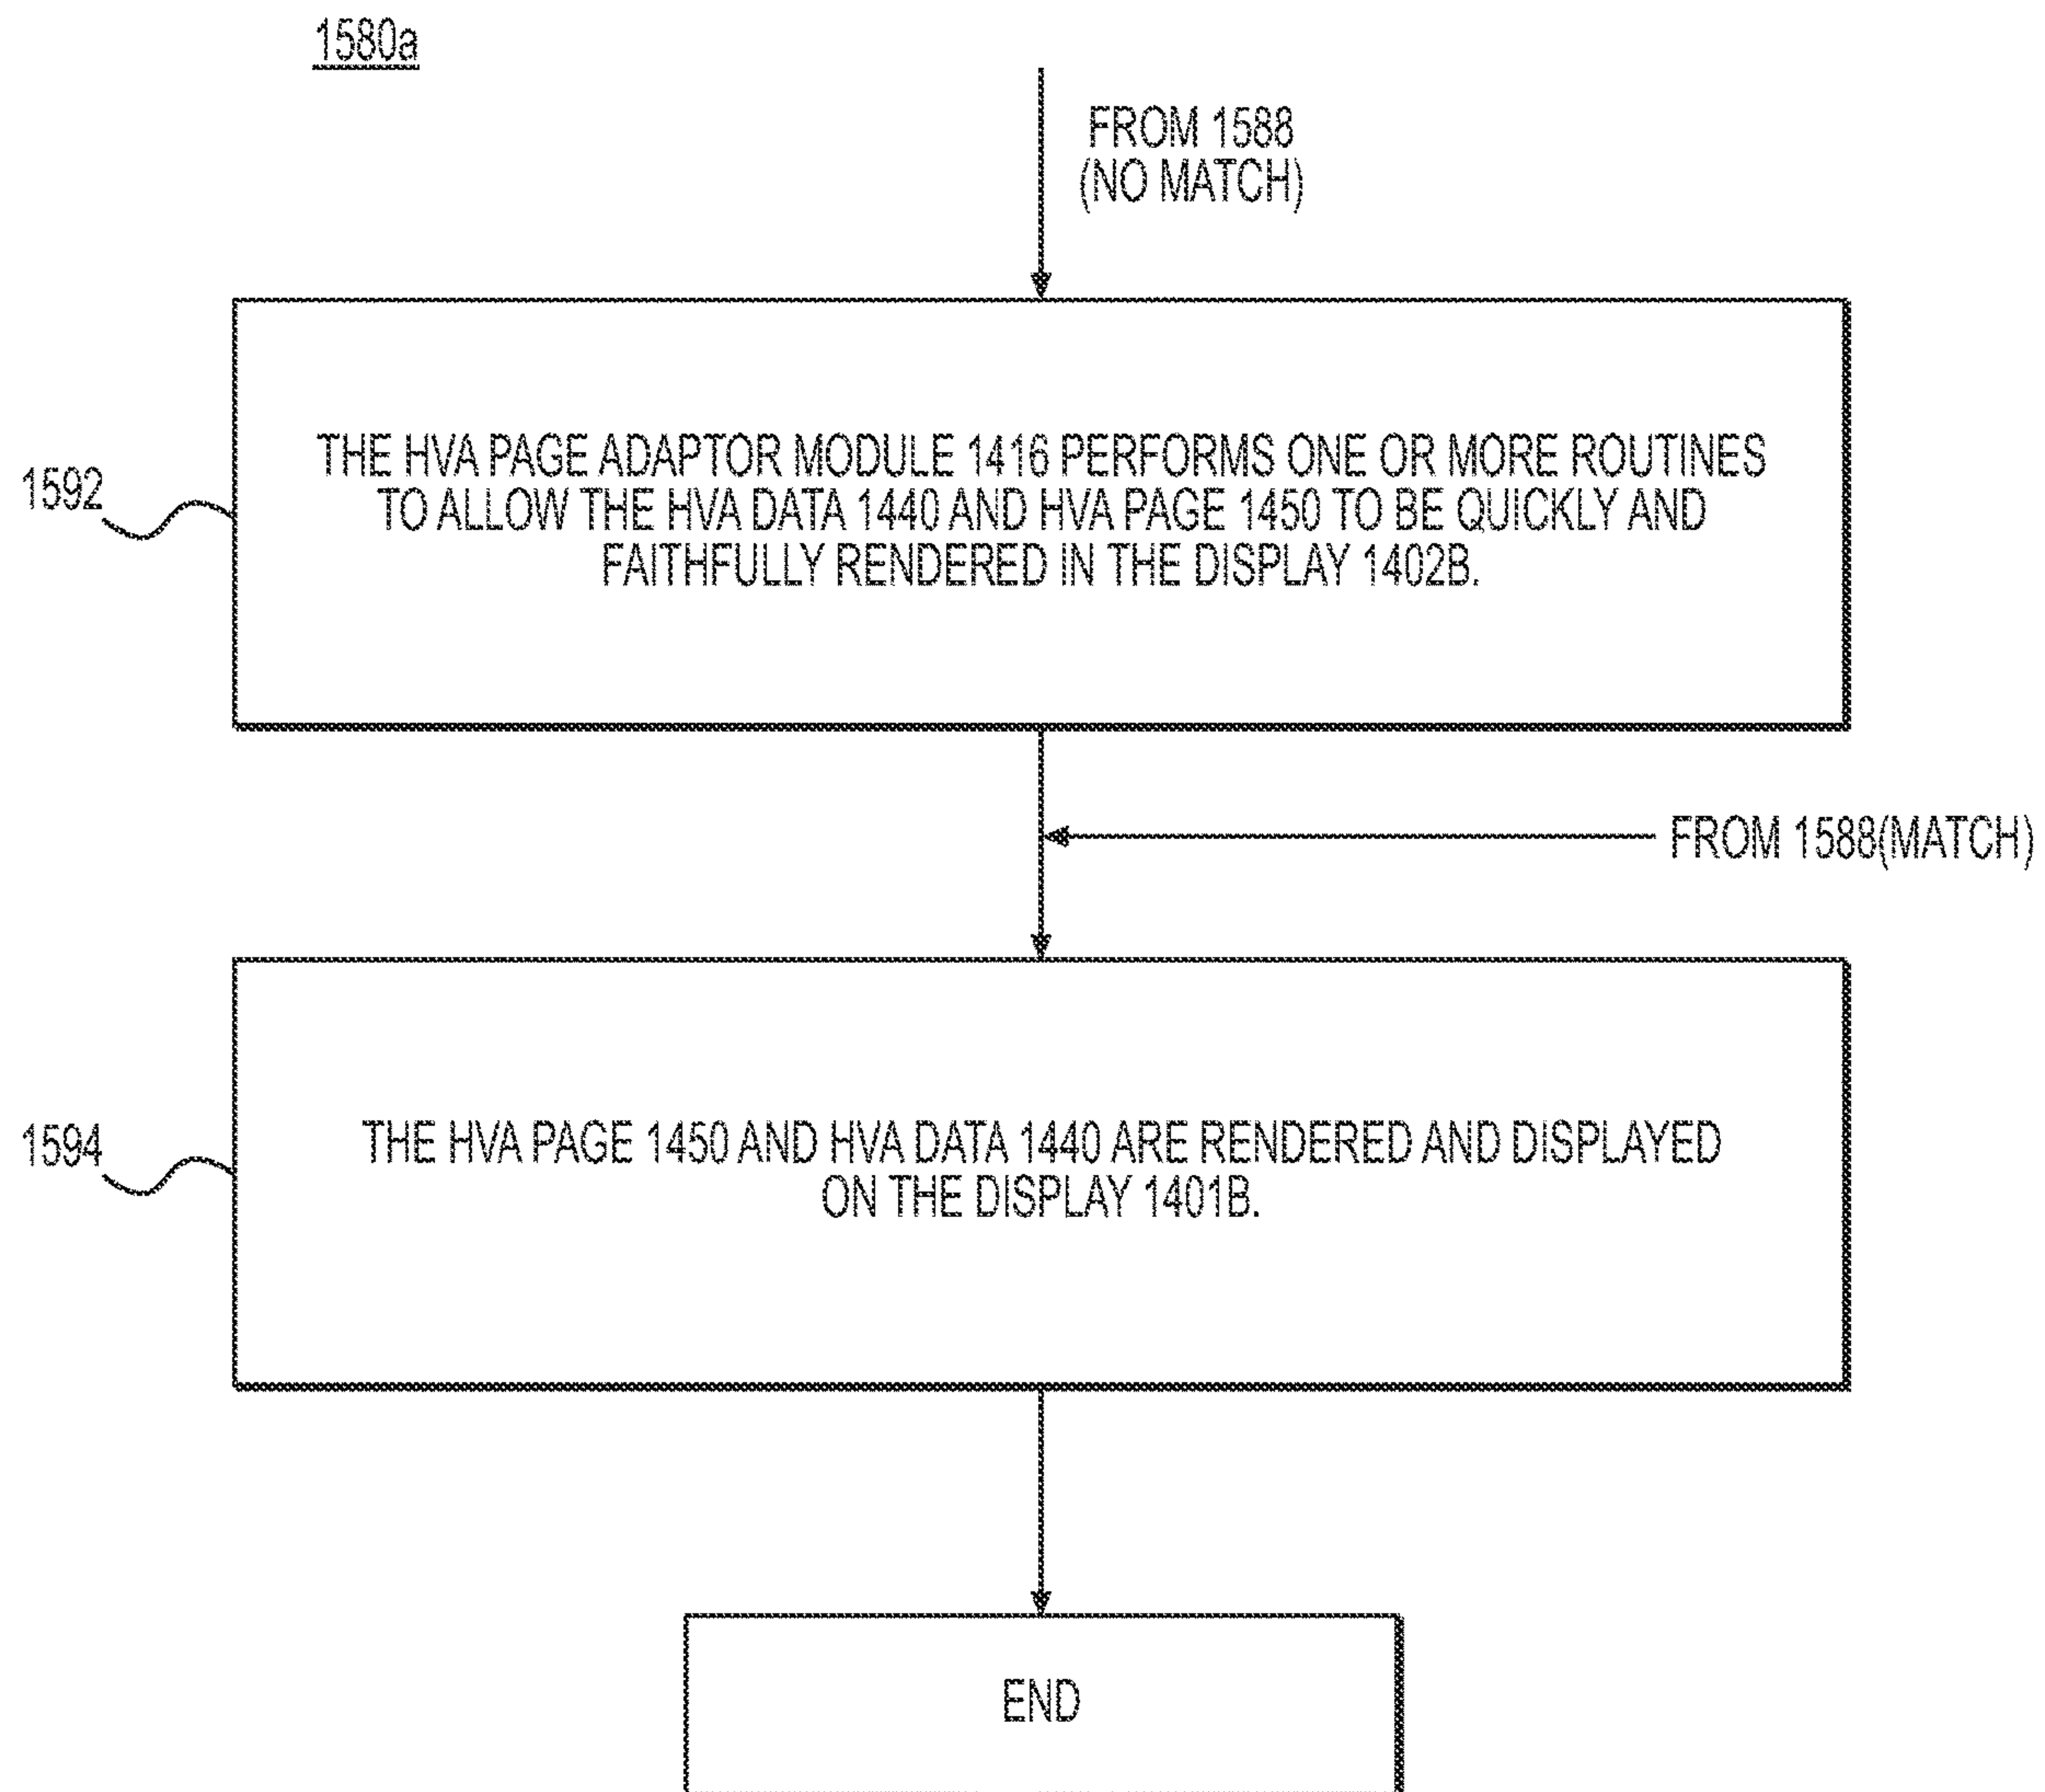 1580a
FROM 1588
(NO MATCH)
THE HVA PAGE ADAPTOR MODULE 1416 PERFORMS ONE OR MORE ROUTINES
TO ALLOW THE HVA DATA 1440 AND HVA PAGE 1450 TO BE QUICKLY AND
FAITHFULLY RENDERED IN THE DISPLAY 1402B.
1592
FROM 1588(MATCH)
THE HVA PAGE 1450 AND HVA DATA 1440 ARE RENDERED AND DISPLAYED
ON THE DISPLAY 1401B.
1594
END